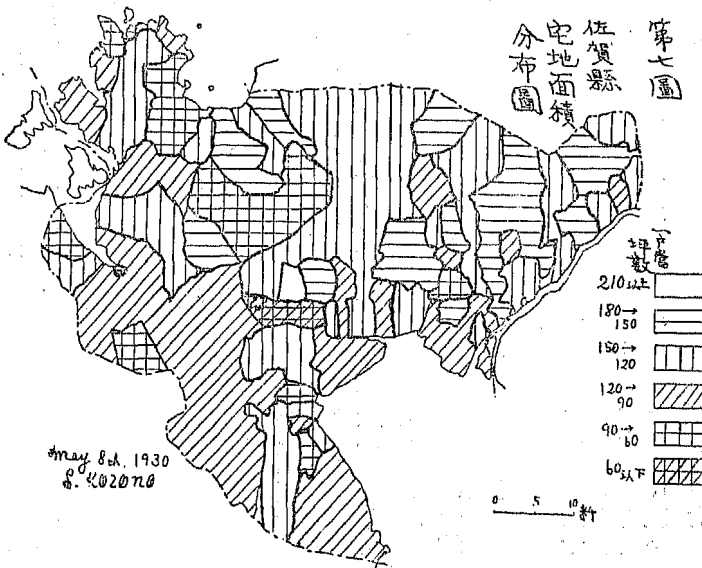 第七圖
佐賀縣
宅地面積
分布圖
一戸當
坪數
210以上
180→
150
150→
120
120→
90
90→
60
60以下
0 5 10粁
May 8th, 1930
S. KOZONO